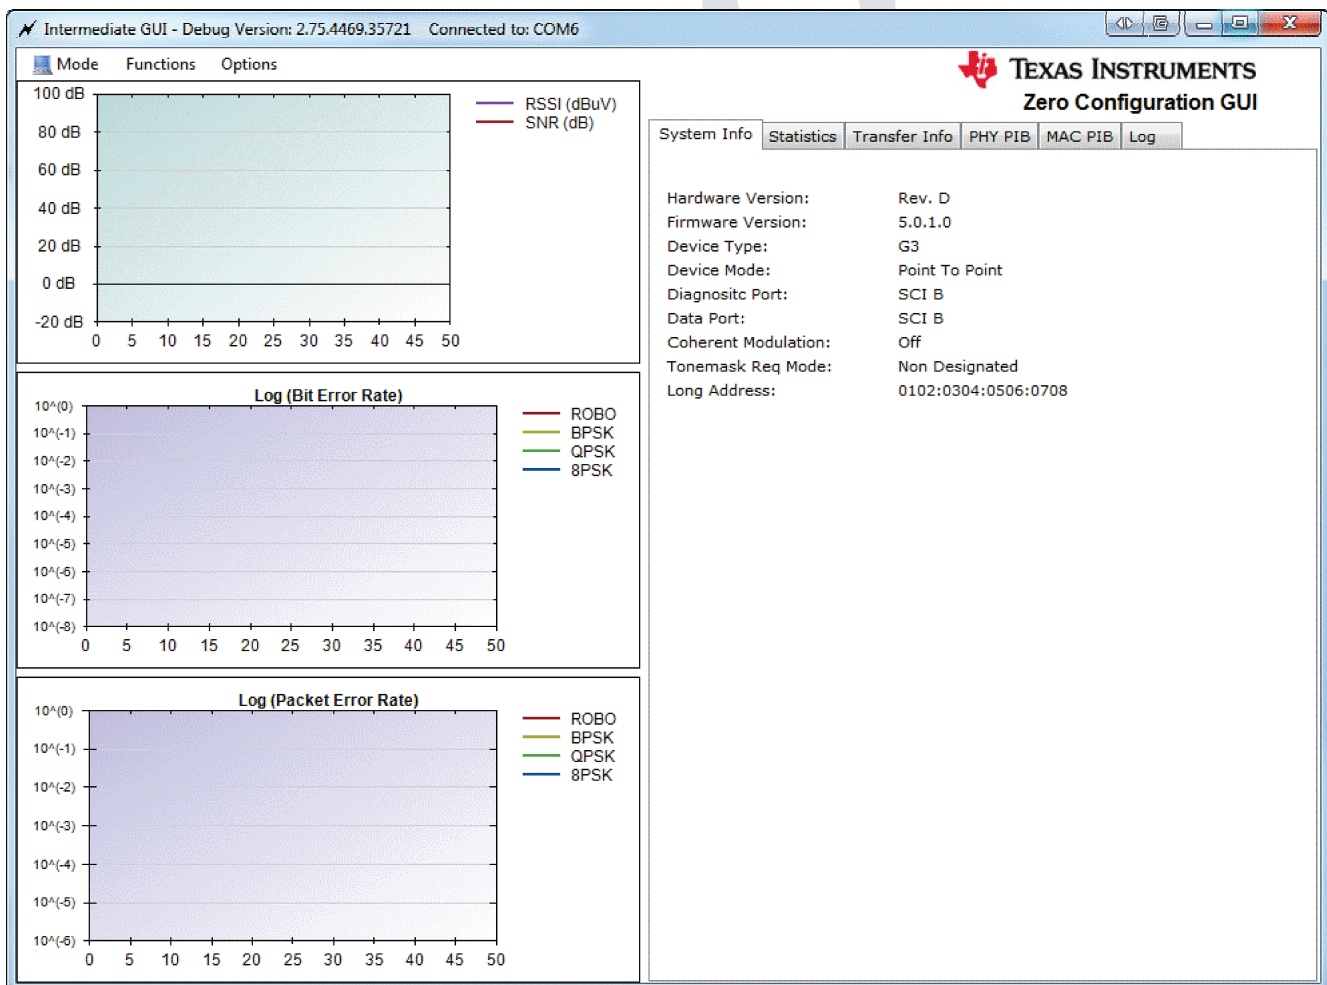 Intermediate GUI - Debug Version: 2.75.4469.35721 Connected to: COM6
Mode Functions Options
TEXAS INSTRUMENTS
Zero Configuration GUI
100 dB
80 dB
60 dB
40 dB
20 dB
0 dB
-20 dB
0 5 10 15 20 25 30 35 40 45 50
RSSI (dBuV)
SNR (dB)
Log (Bit Error Rate)
10^(0)
10^(-1)
10^(-2)
10^(-3)
10^(-4)
10^(-5)
10^(-6)
10^(-7)
10^(-8)
0 5 10 15 20 25 30 35 40 45 50
ROBO
BPSK
QPSK
8PSK
Log (Packet Error Rate)
10^(0)
10^(-1)
10^(-2)
10^(-3)
10^(-4)
10^(-5)
10^(-6)
0 5 10 15 20 25 30 35 40 45 50
ROBO
BPSK
QPSK
8PSK
System Info Statistics Transfer Info PHY PIB MAC PIB Log
Hardware Version: Rev. D
Firmware Version: 5.0.1.0
Device Type: G3
Device Mode: Point To Point
Diagnositc Port: SCI B
Data Port: SCI B
Coherent Modulation: Off
Tonemask Req Mode: Non Designated
Long Address: 0102:0304:0506:0708